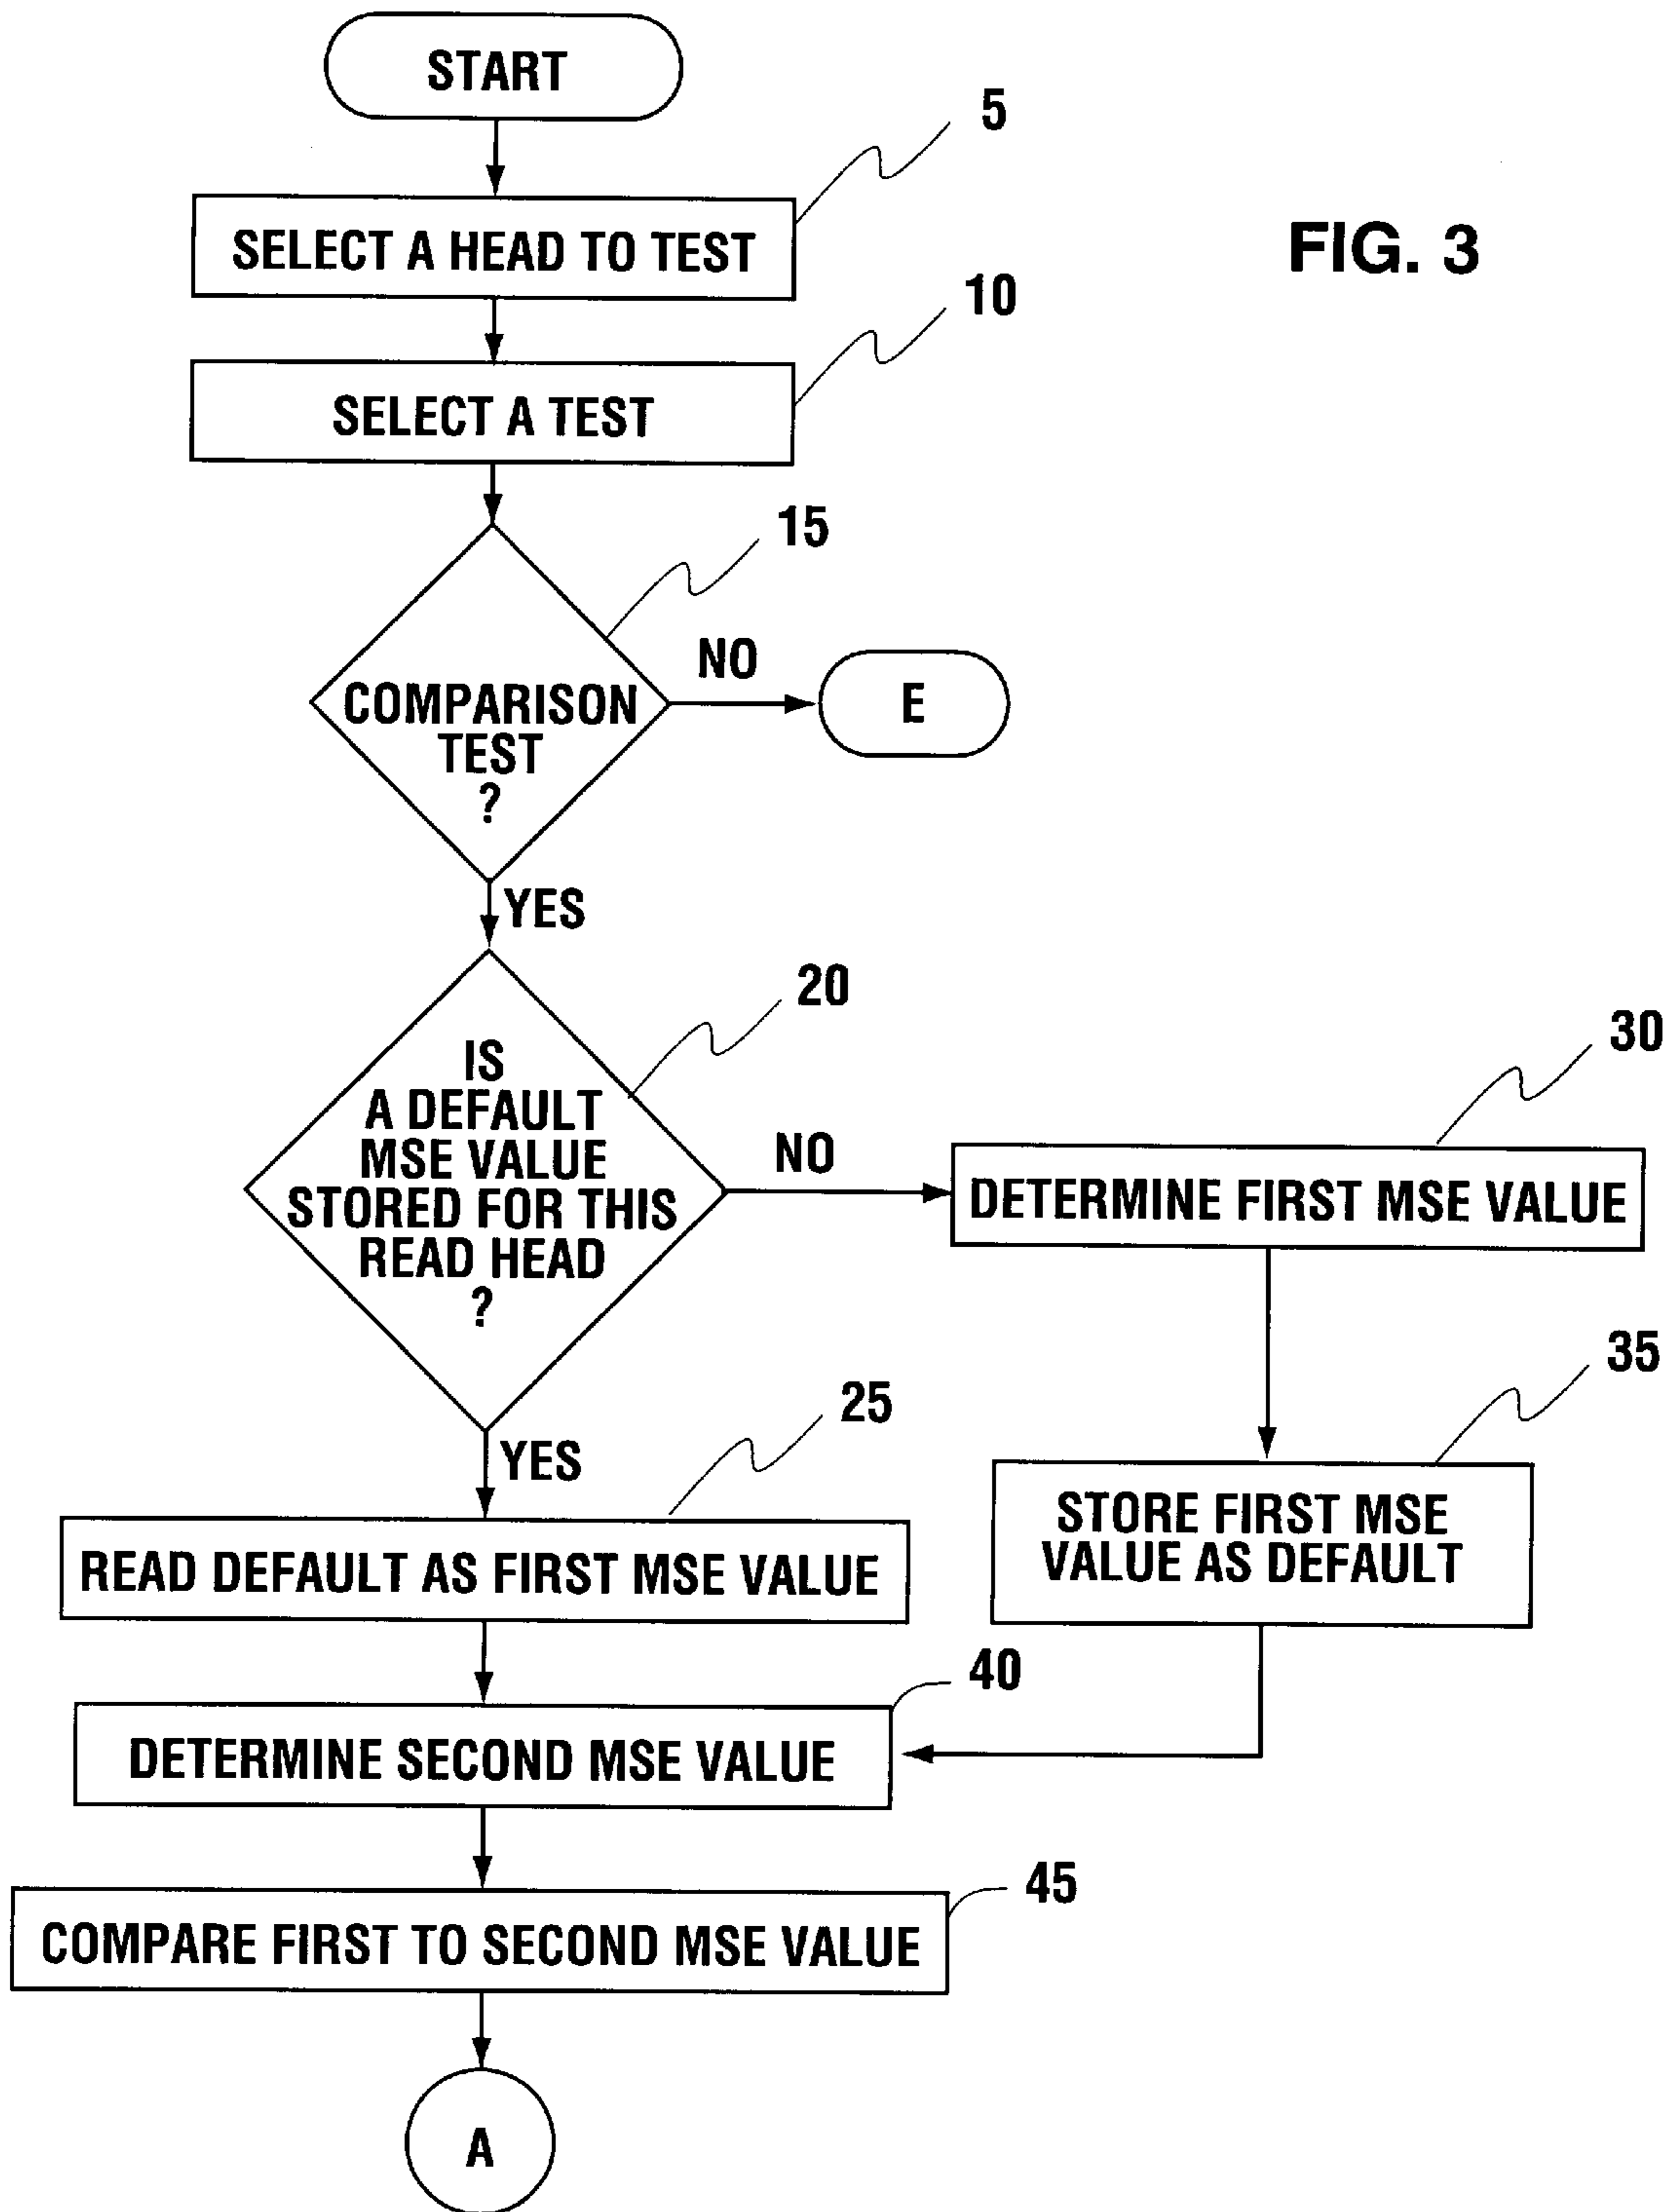 START
5
SELECT A HEAD TO TEST
FIG. 3
10
SELECT A TEST
15
COMPARISON
TEST
?
NO
E
YES
20
IS
A DEFAULT
MSE VALUE
STORED FOR THIS
READ HEAD
?
NO
30
DETERMINE FIRST MSE VALUE
35
STORE FIRST MSE
VALUE AS DEFAULT
YES
25
READ DEFAULT AS FIRST MSE VALUE
40
DETERMINE SECOND MSE VALUE
45
COMPARE FIRST TO SECOND MSE VALUE
A